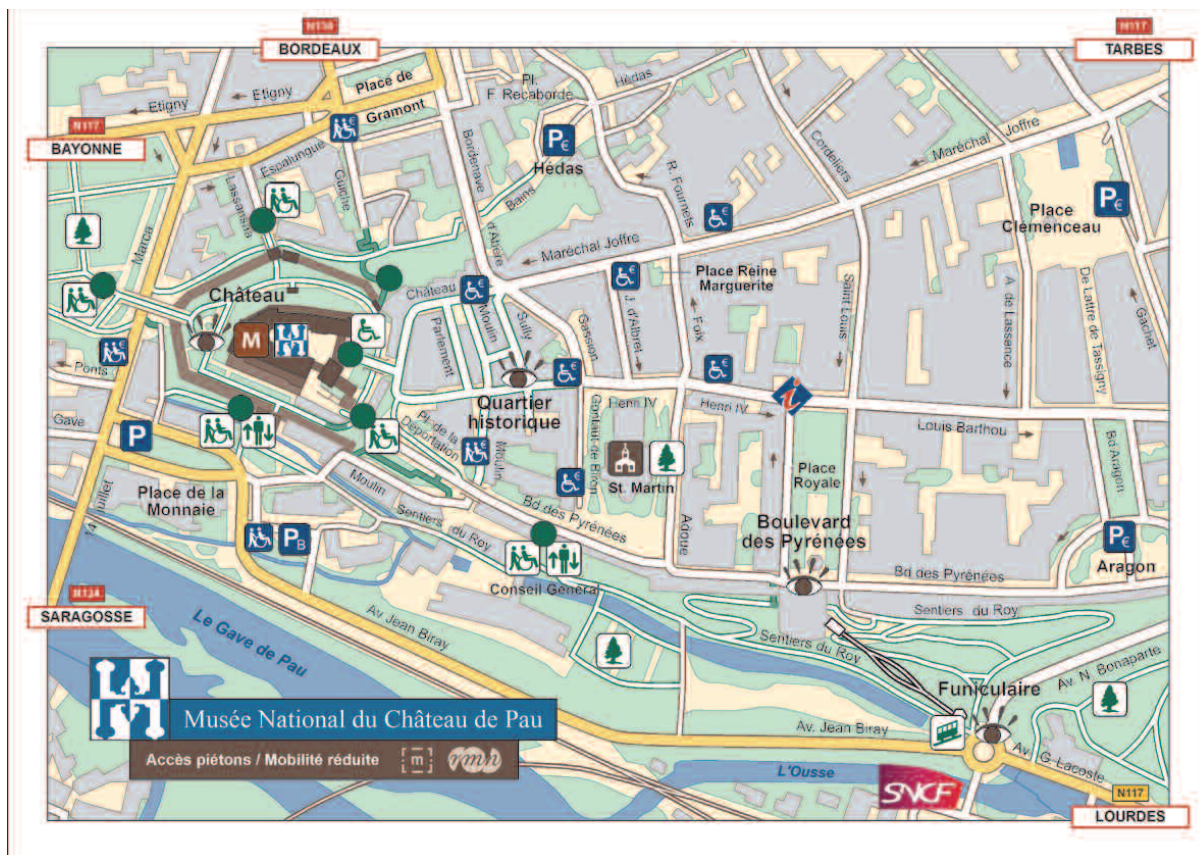 N117
BORDEAUX
TARBES
Pl.
F. Recaborde
Hédas
Place de
Gramont
Etigny
Etigny
N117
BAYONNE
Espalungue
Lassansaa
Guiche
Bordenave
d'Abère
Bains
P€
Hédas
R. Fournets
Cordeliers
Maréchal Joffre
Place
Clémenceau
P€
Marca
Château
Maréchal Joffre
Place Reine
Marguerite
Château
Moulin
Sully
Parlement
Gassion
J. d'Albret
Foix
Saint Louis
A. de Lassence
De Lattre de Tassigny
Gachet
M
Ponts
Gave
P
Quartier
historique
Pl. de la
Déportation
Moulin
Gontaut de Biron
Henri IV
Henri IV
i
Louis Barthou
Bd Aragon
St. Martin
Place
Royale
Place de la
Monnaie
Moulin
Sentiers du Roy
Bd des Pyrénées
Adoue
Boulevard
des Pyrénées
P€
Aragon
PB
Juillet
Conseil Général
Bd des Pyrénées
Sentiers du Roy
SARAGOSSE
Le Gave de Pau
Av Jean Biray
Sentiers du Roy
Av. N. Bonaparte
Funiculaire
Musée National du Château de Pau
Accès piétons / Mobilité réduite
m
rmn
Av. Jean Biray
Av. G. Lacoste
L'Ousse
SNCF
N117
LOURDES